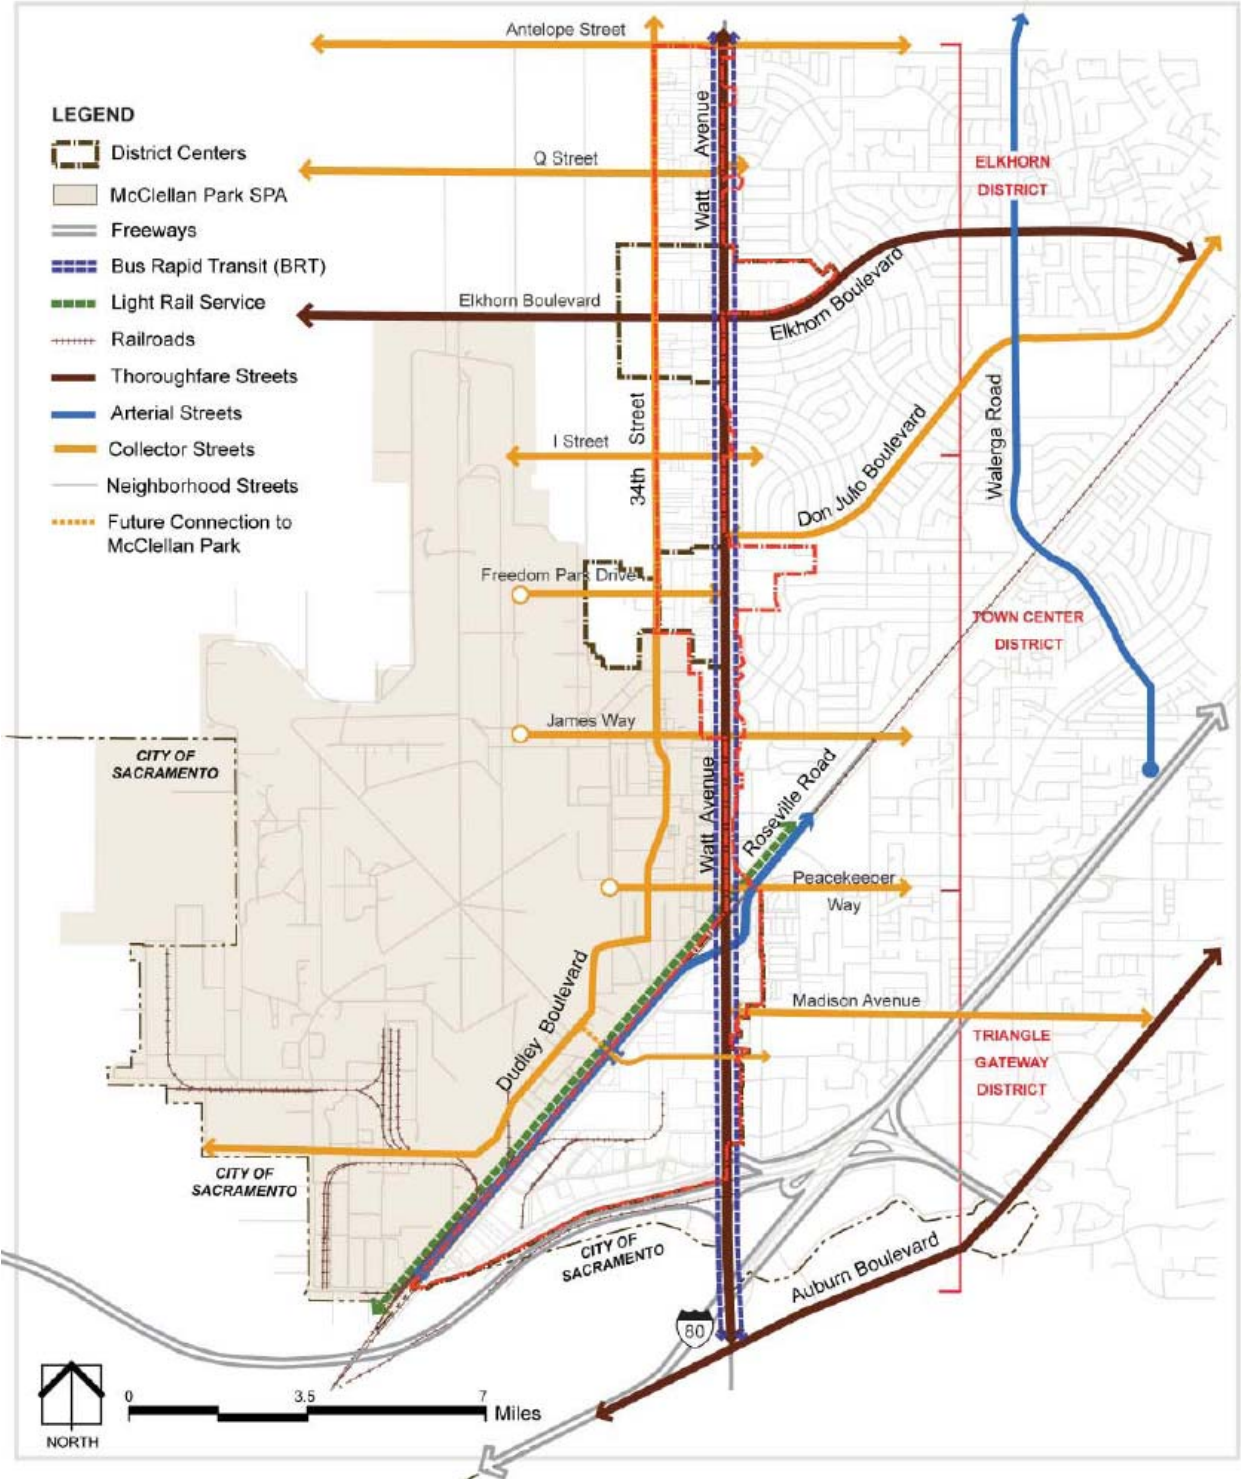 Antelope Street
LEGEND
District Centers
McClellan Park SPA
Freeways
Bus Rapid Transit (BRT)
Light Rail Service
Railroads
Thoroughfare Streets
Arterial Streets
Collector Streets
Neighborhood Streets
Future Connection to
McClellan Park
Q Street
Watt Avenue
ELKHORN
DISTRICT
Elkhorn Boulevard
Elkhorn Boulevard
34th Street
I Street
Don Julio Boulevard
Walerga Road
Freedom Park Drive
TOWN CENTER
DISTRICT
James Way
CITY OF
SACRAMENTO
Watt Avenue
Roseville Road
Peacekeeper
Way
Dudley Boulevard
Madison Avenue
TRIANGLE
GATEWAY
DISTRICT
CITY OF
SACRAMENTO
CITY OF
SACRAMENTO
Auburn Boulevard
80
0 3.5 7
Miles
NORTH